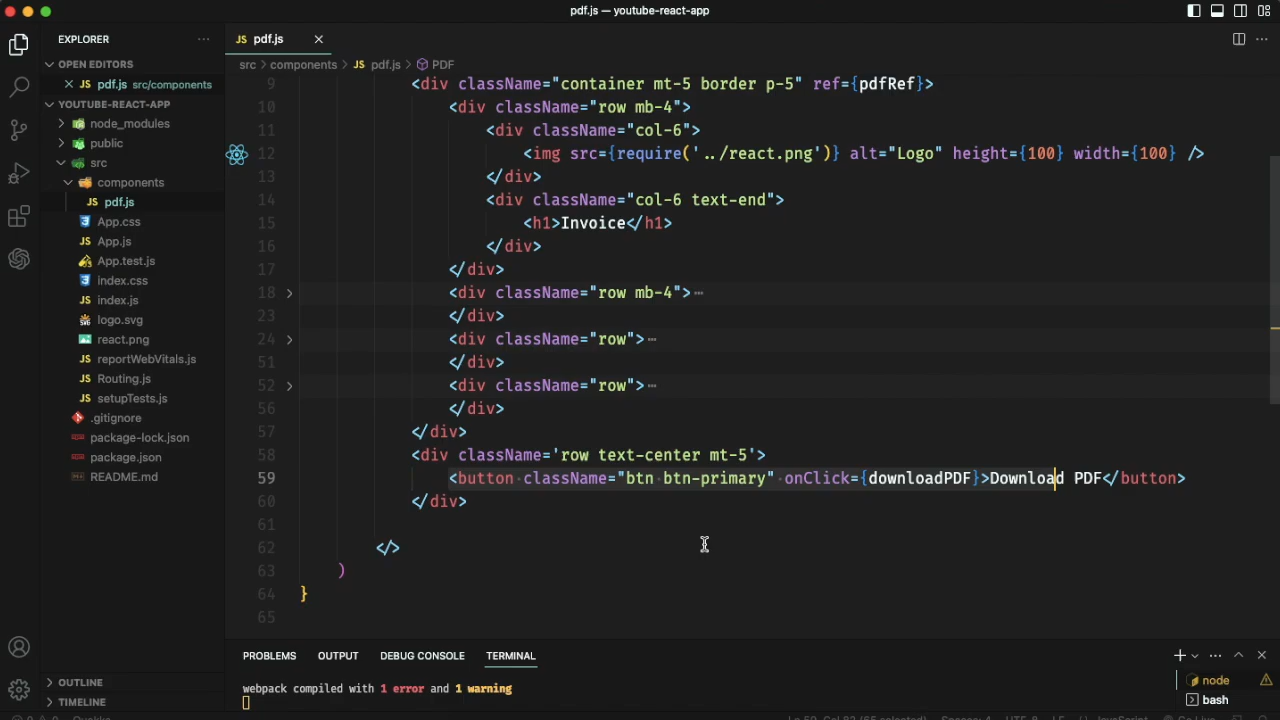 pdf.js — youtube-react-app
EXPLORER
OPEN EDITORS
pdf.js src/components
YOUTUBE-REACT-APP
node_modules
public
src
components
JS pdf.js
App.css
JS App.js
App.test.js
index.css
JS index.js
logo.svg
react.png
JS reportWebVitals.js
JS Routing.js
JS setupTests.js
.gitignore
package-lock.json
package.json
README.md
OUTLINE
TIMELINE
JS pdf.js
src > components > JS pdf.js > PDF
9 <div className="container mt-5 border p-5" ref={pdfRef}>
10 <div className="row mb-4">
11 <div className="col-6">
12 <img src={require('../react.png')} alt="Logo" height={100} width={100} />
13 </div>
14 <div className="col-6 text-end">
15 <h1>Invoice</h1>
16 </div>
17 </div>
18 <div className="row mb-4">⋯
23 </div>
24 <div className="row">⋯
51 </div>
52 <div className="row">⋯
56 </div>
57 </div>
58 <div className='row text-center mt-5'>
59 <button className="btn btn-primary" onClick={downloadPDF}>Download PDF</button>
60 </div>
61
62 </>
63 )
64 }
65
PROBLEMS OUTPUT DEBUG CONSOLE TERMINAL
webpack compiled with 1 error and 1 warning
node
bash